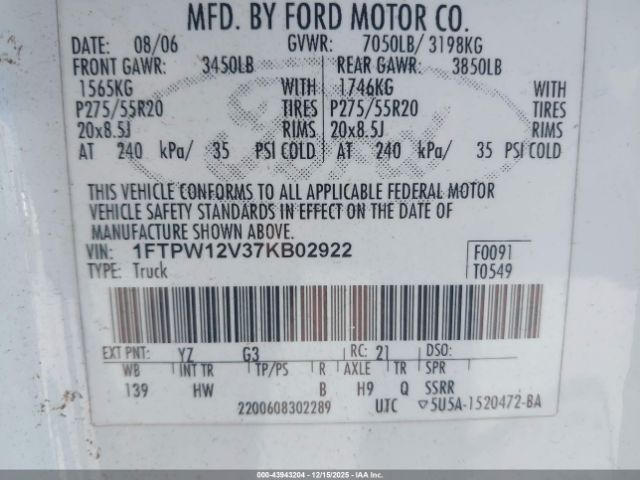 MFD. BY FORD MOTOR CO.
DATE: 08/06 GVWR: 7050LB/ 3198KG
FRONT GAWR: 3450LB REAR GAWR: 3850LB
1565KG WITH 1746KG WITH
P275/55R20 TIRES P275/55R20 TIRES
20x8.5J RIMS 20x8.5J RIMS
AT 240 kPa/ 35 PSI COLD AT 240 kPa/ 35 PSI COLD
THIS VEHICLE CONFORMS TO ALL APPLICABLE FEDERAL MOTOR
VEHICLE SAFETY STANDARDS IN EFFECT ON THE DATE OF
MANUFACTURE SHOWN ABOVE.
VIN: 1FTPW12V37KB02922 F0091
TYPE: Truck T0549
EXT PNT: YZ G3 RC: 21 DSO:
WB INT TR TP/PS R AXLE TR SPR
139 HW B H9 Q SSRR
2200608302289 UTC ▽5U5A-1520472-BA
000-43943204 - 12/15/2025 - IAAI.CA